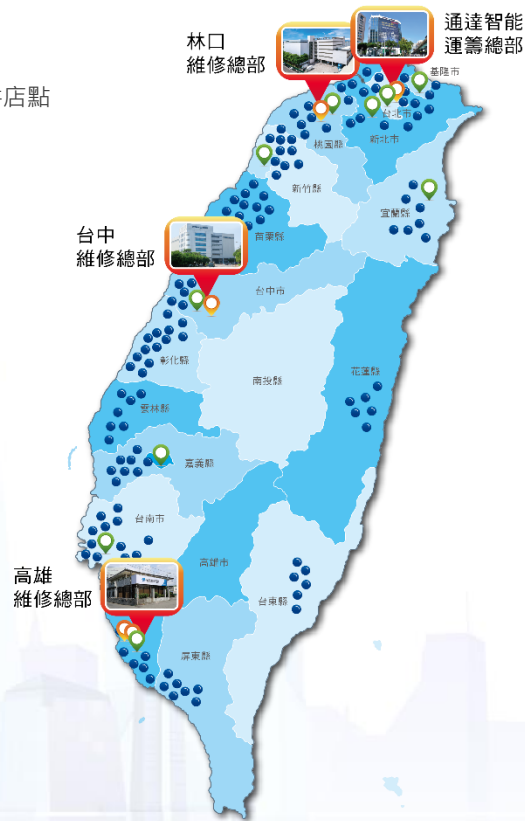 通達智能
運籌總部
林口
維修總部
店點
基隆市
台北市
新北市
桃園縣
新竹縣
宜蘭縣
苗栗縣
台中
維修總部
台中市
彰化縣
南投縣
花蓮縣
雲林縣
嘉義縣
台南市
高雄市
高雄
維修總部
台東縣
屏東縣